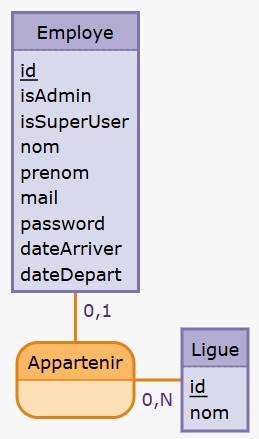 Employe
id
isAdmin
isSuperUser
nom
prenom
mail
password
dateArriver
dateDepart
0,1
Appartenir
0,N
Ligue
id
nom